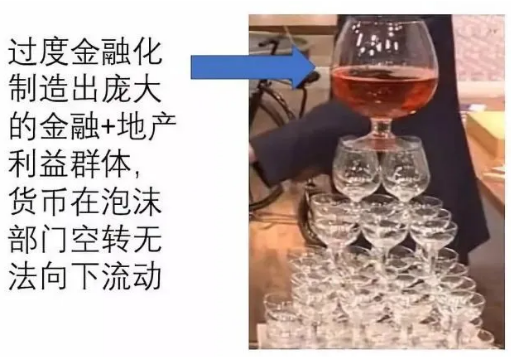 过度金融化
制造出庞大
的金融+地产
利益群体,
货币在泡沫
部门空转无
法向下流动